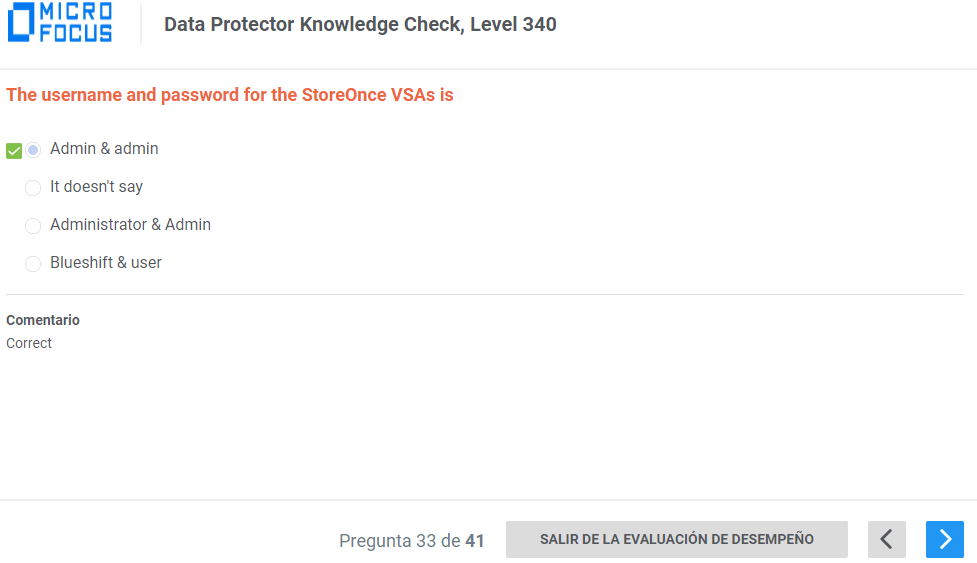 MICRO
FOCUS
Data Protector Knowledge Check, Level 340
The username and password for the StoreOnce VSAs is
Admin & admin
It doesn't say
Administrator & Admin
Blueshift & user
Comentario
Correct
Pregunta 33 de 41
SALIR DE LA EVALUACIÓN DE DESEMPEÑO